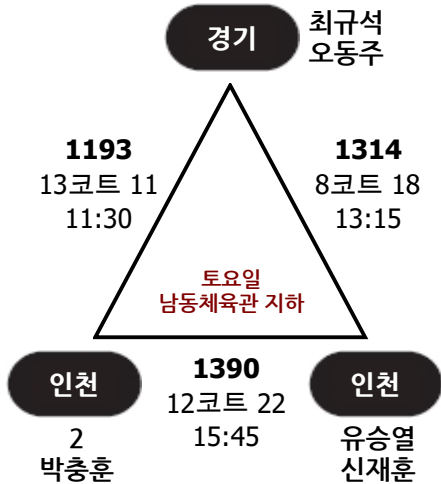 경기
최규석
오동주
1193
13코트 11
11:30
1314
8코트 18
13:15
토요일
남동체육관 지하
인천
2
박충훈
1390
12코트 22
15:45
인천
유승열
신재훈